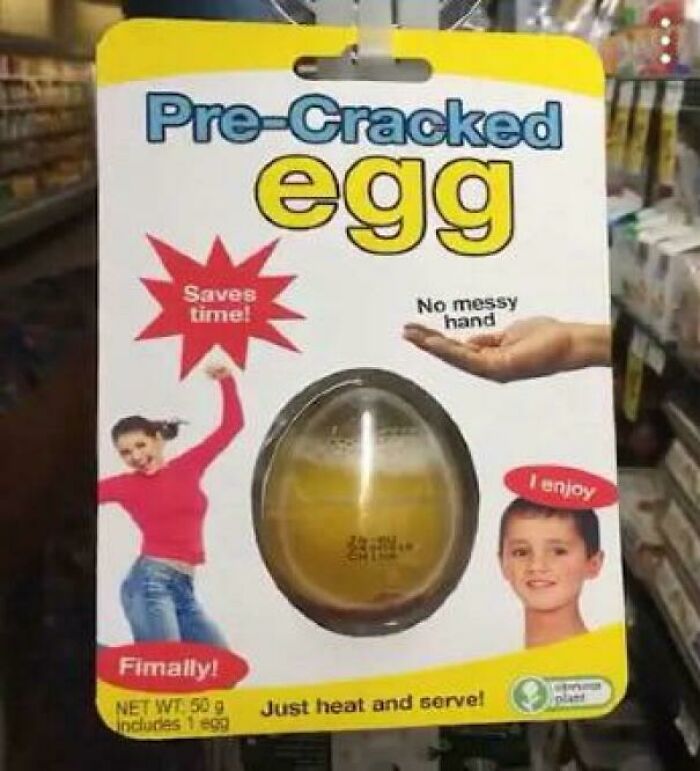 Pre-Cracked
egg
Saves
time!
No messy
hand
I enjoy
Fimally!
NET WT. 50 g
Includes 1 egg
Just heat and serve!